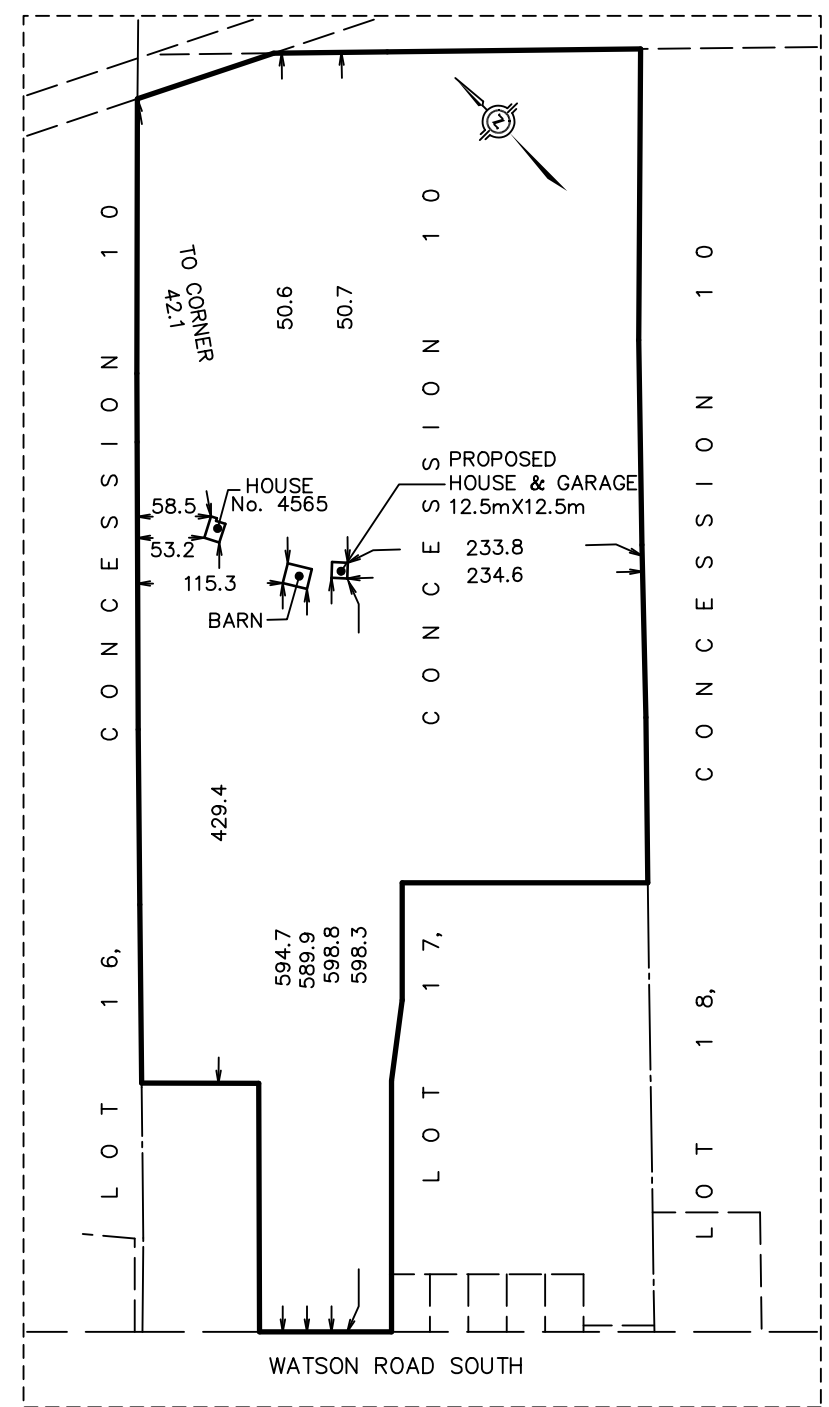 TO CORNER
42.1
50.6
50.7
CONCESSION 10
CONCESSION 10
CONCESSION 10
PROPOSED
HOUSE & GARAGE
12.5mX12.5m
HOUSE
No. 4565
58.5
53.2
115.3
BARN
233.8
234.6
429.4
594.7
589.9
598.8
598.3
LOT 16,
LOT 17,
LOT 18,
N
WATSON ROAD SOUTH